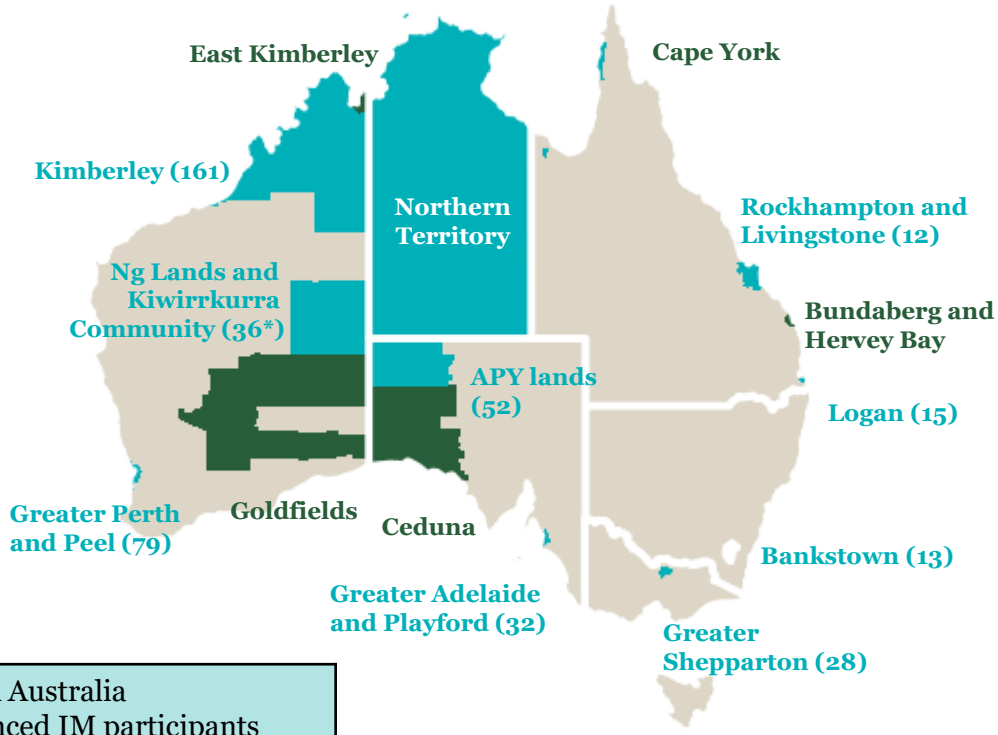 East Kimberley
Cape York
Kimberley (161)
Northern
Territory
Rockhampton and
Livingstone (12)
Ng Lands and
Kiwirrkurra
Community (36*)
Bundaberg and
Hervey Bay
APY lands
(52)
Logan (15)
Greater Perth
and Peel (79)
Goldfields
Ceduna
Bankstown (13)
Greater Adelaide
and Playford (32)
Greater
Shepparton (28)
Australia
IM participants